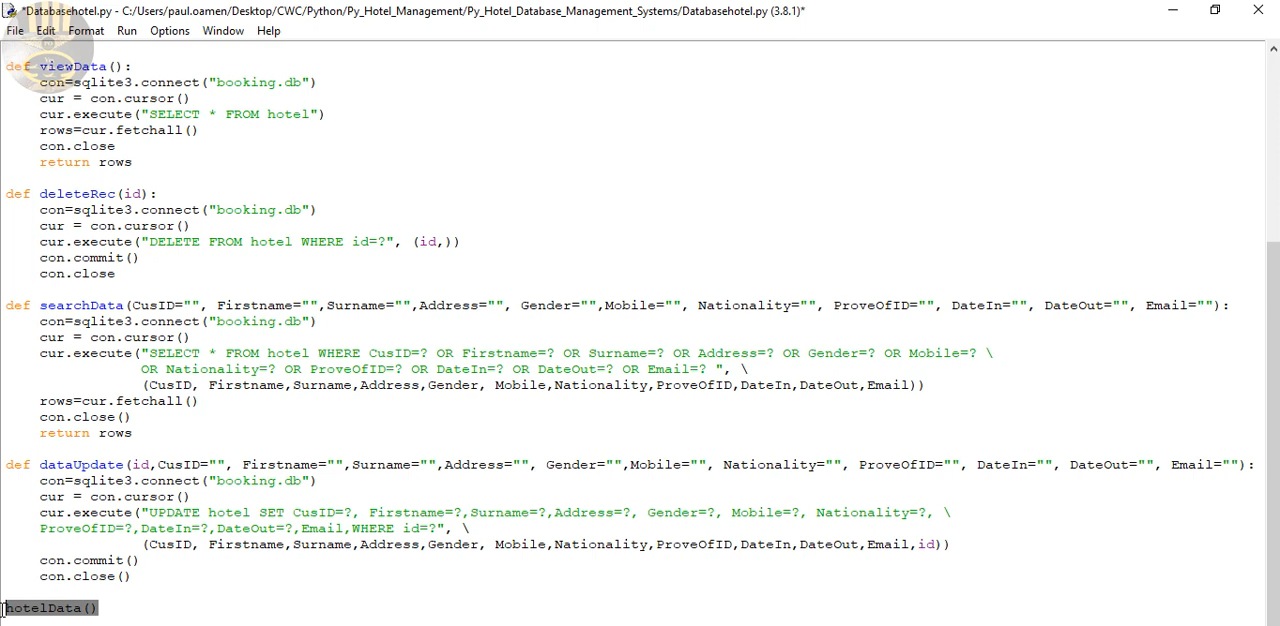 *Databasehotel.py - C:/Users/paul.oamen/Desktop/CWC/Python/Py_Hotel_Management/Py_Hotel_Database_Management_Systems/Databasehotel.py (3.8.1)*
File Edit Format Run Options Window Help
def viewData():
    con=sqlite3.connect("booking.db")
    cur = con.cursor()
    cur.execute("SELECT * FROM hotel")
    rows=cur.fetchall()
    con.close
    return rows
def deleteRec(id):
    con=sqlite3.connect("booking.db")
    cur = con.cursor()
    cur.execute("DELETE FROM hotel WHERE id=?", (id,))
    con.commit()
    con.close
def searchData(CusID="", Firstname="",Surname="",Address="", Gender="",Mobile="", Nationality="", ProveOfID="", DateIn="", DateOut="", Email=""):
    con=sqlite3.connect("booking.db")
    cur = con.cursor()
    cur.execute("SELECT * FROM hotel WHERE CusID=? OR Firstname=? OR Surname=? OR Address=? OR Gender=? OR Mobile=? \
                OR Nationality=? OR ProveOfID=? OR DateIn=? OR DateOut=? OR Email=? ", \
                (CusID, Firstname,Surname,Address,Gender, Mobile,Nationality,ProveOfID,DateIn,DateOut,Email))
    rows=cur.fetchall()
    con.close()
    return rows
def dataUpdate(id,CusID="", Firstname="",Surname="",Address="", Gender="",Mobile="", Nationality="", ProveOfID="", DateIn="", DateOut="", Email=""):
    con=sqlite3.connect("booking.db")
    cur = con.cursor()
    cur.execute("UPDATE hotel SET CusID=?, Firstname=?,Surname=?,Address=?, Gender=?, Mobile=?, Nationality=?, \
    ProveOfID=?,DateIn=?,DateOut=?,Email,WHERE id=?", \
                (CusID, Firstname,Surname,Address,Gender, Mobile,Nationality,ProveOfID,DateIn,DateOut,Email,id))
    con.commit()
    con.close()
hotelData()